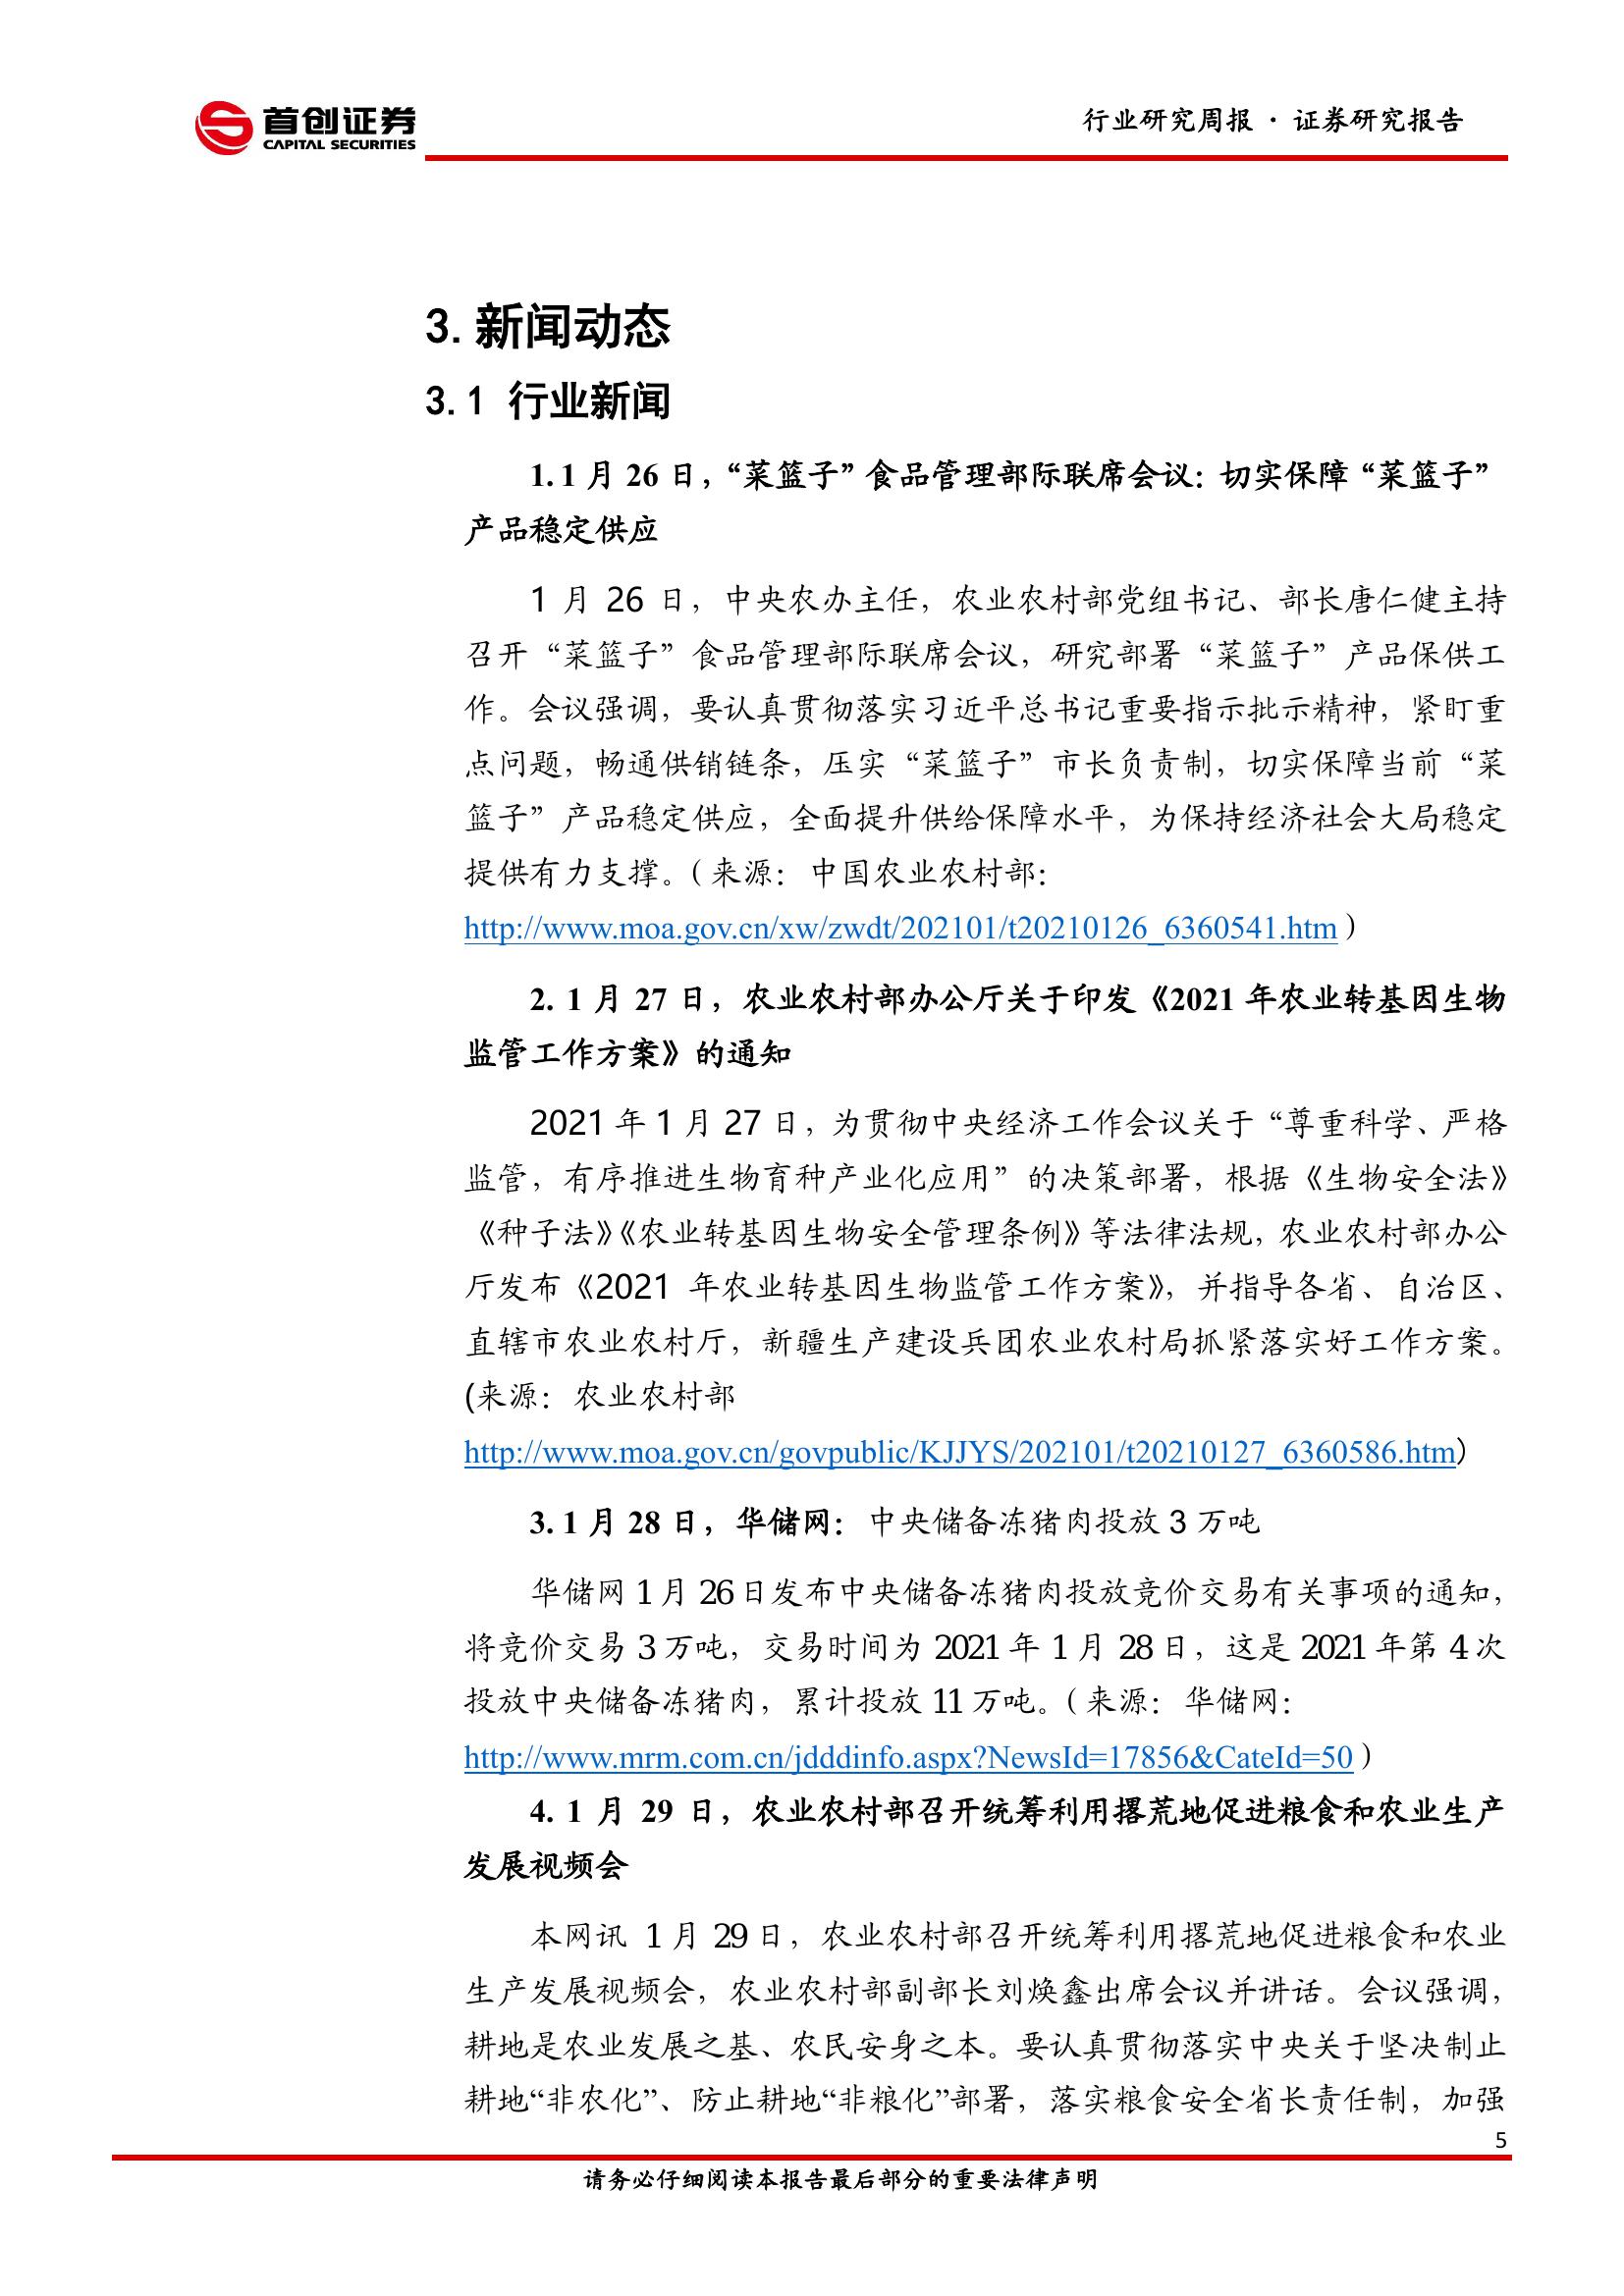 首创证券
CAPITAL SECURITIES
行业研究周报 · 证券研究报告
3.新闻动态
3.1 行业新闻
1. 1 月 26 日，“菜篮子”食品管理部际联席会议：切实保障“菜篮子”
产品稳定供应
1 月 26 日，中央农办主任，农业农村部党组书记、部长唐仁健主持
召开“菜篮子”食品管理部际联席会议，研究部署“菜篮子”产品保供工
作。会议强调，要认真贯彻落实习近平总书记重要指示批示精神，紧盯重
点问题，畅通供销链条，压实“菜篮子”市长负责制，切实保障当前“菜
篮子”产品稳定供应，全面提升供给保障水平，为保持经济社会大局稳定
提供有力支撑。（来源：中国农业农村部：
http://www.moa.gov.cn/xw/zwdt/202101/t20210126_6360541.htm）
2. 1 月 27 日，农业农村部办公厅关于印发《2021 年农业转基因生物
监管工作方案》的通知
2021 年 1 月 27 日，为贯彻中央经济工作会议关于“尊重科学、严格
监管，有序推进生物育种产业化应用”的决策部署，根据《生物安全法》
《种子法》《农业转基因生物安全管理条例》等法律法规，农业农村部办公
厅发布《2021 年农业转基因生物监管工作方案》，并指导各省、自治区、
直辖市农业农村厅，新疆生产建设兵团农业农村局抓紧落实好工作方案。
(来源：农业农村部
http://www.moa.gov.cn/govpublic/KJJYS/202101/t20210127_6360586.htm)
3. 1 月 28 日，华储网：中央储备冻猪肉投放 3 万吨
华储网 1 月 26 日发布中央储备冻猪肉投放竞价交易有关事项的通知，
将竞价交易 3 万吨，交易时间为 2021 年 1 月 28 日，这是 2021 年第 4 次
投放中央储备冻猪肉，累计投放 11 万吨。（来源：华储网：
http://www.mrm.com.cn/jdddinfo.aspx?NewsId=17856&CateId=50）
4. 1 月 29 日，农业农村部召开统筹利用撂荒地促进粮食和农业生产
发展视频会
本网讯 1 月 29 日，农业农村部召开统筹利用撂荒地促进粮食和农业
生产发展视频会，农业农村部副部长刘焕鑫出席会议并讲话。会议强调，
耕地是农业发展之基、农民安身之本。要认真贯彻落实中央关于坚决制止
耕地“非农化”、防止耕地“非粮化”部署，落实粮食安全省长责任制，加强
5
请务必仔细阅读本报告最后部分的重要法律声明